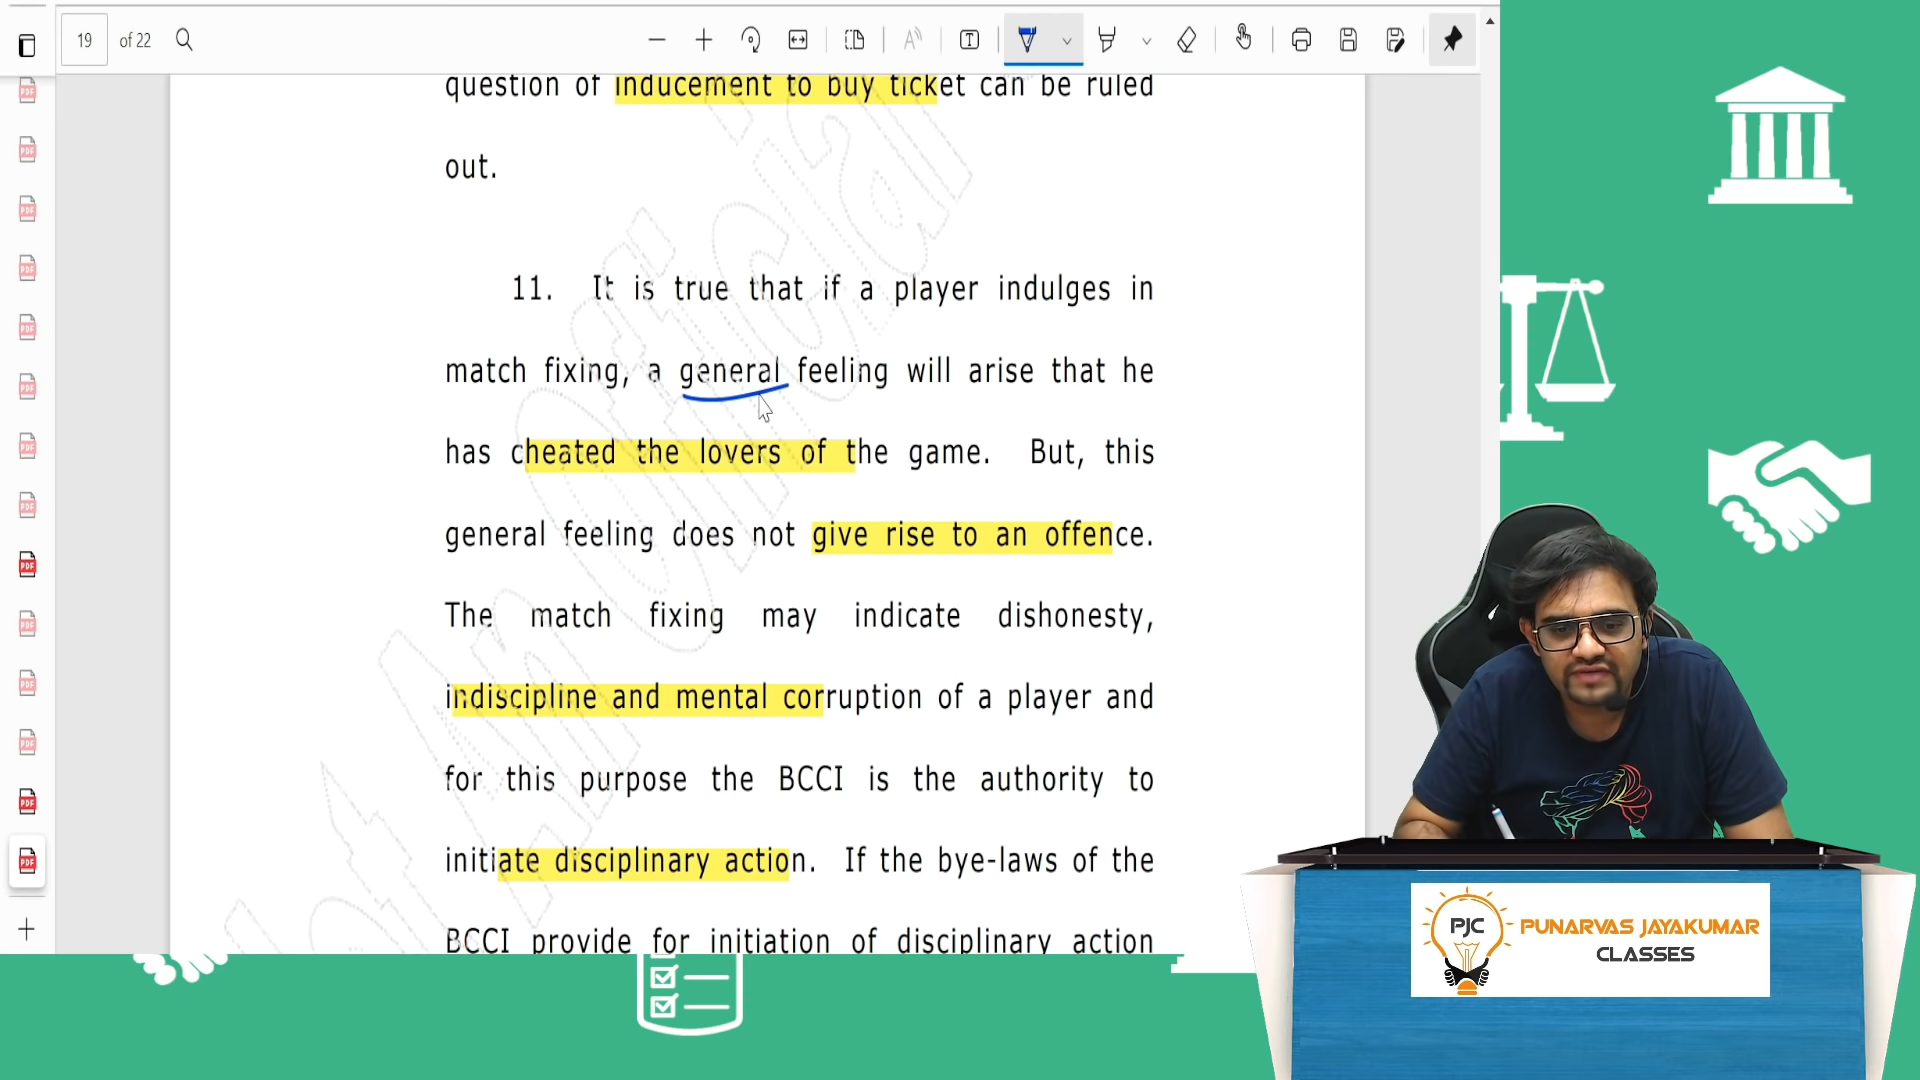 19 of 22
question of inducement to buy ticket can be ruled
out.
11. It is true that if a player indulges in
match fixing, a general feeling will arise that he
has cheated the lovers of the game. But, this
general feeling does not give rise to an offence.
The match fixing may indicate dishonesty,
indiscipline and mental corruption of a player and
for this purpose the BCCI is the authority to
initiate disciplinary action. If the bye-laws of the
BCCI provide for initiation of disciplinary action
Not An Official
PJC PUNARVAS JAYAKUMAR
CLASSES